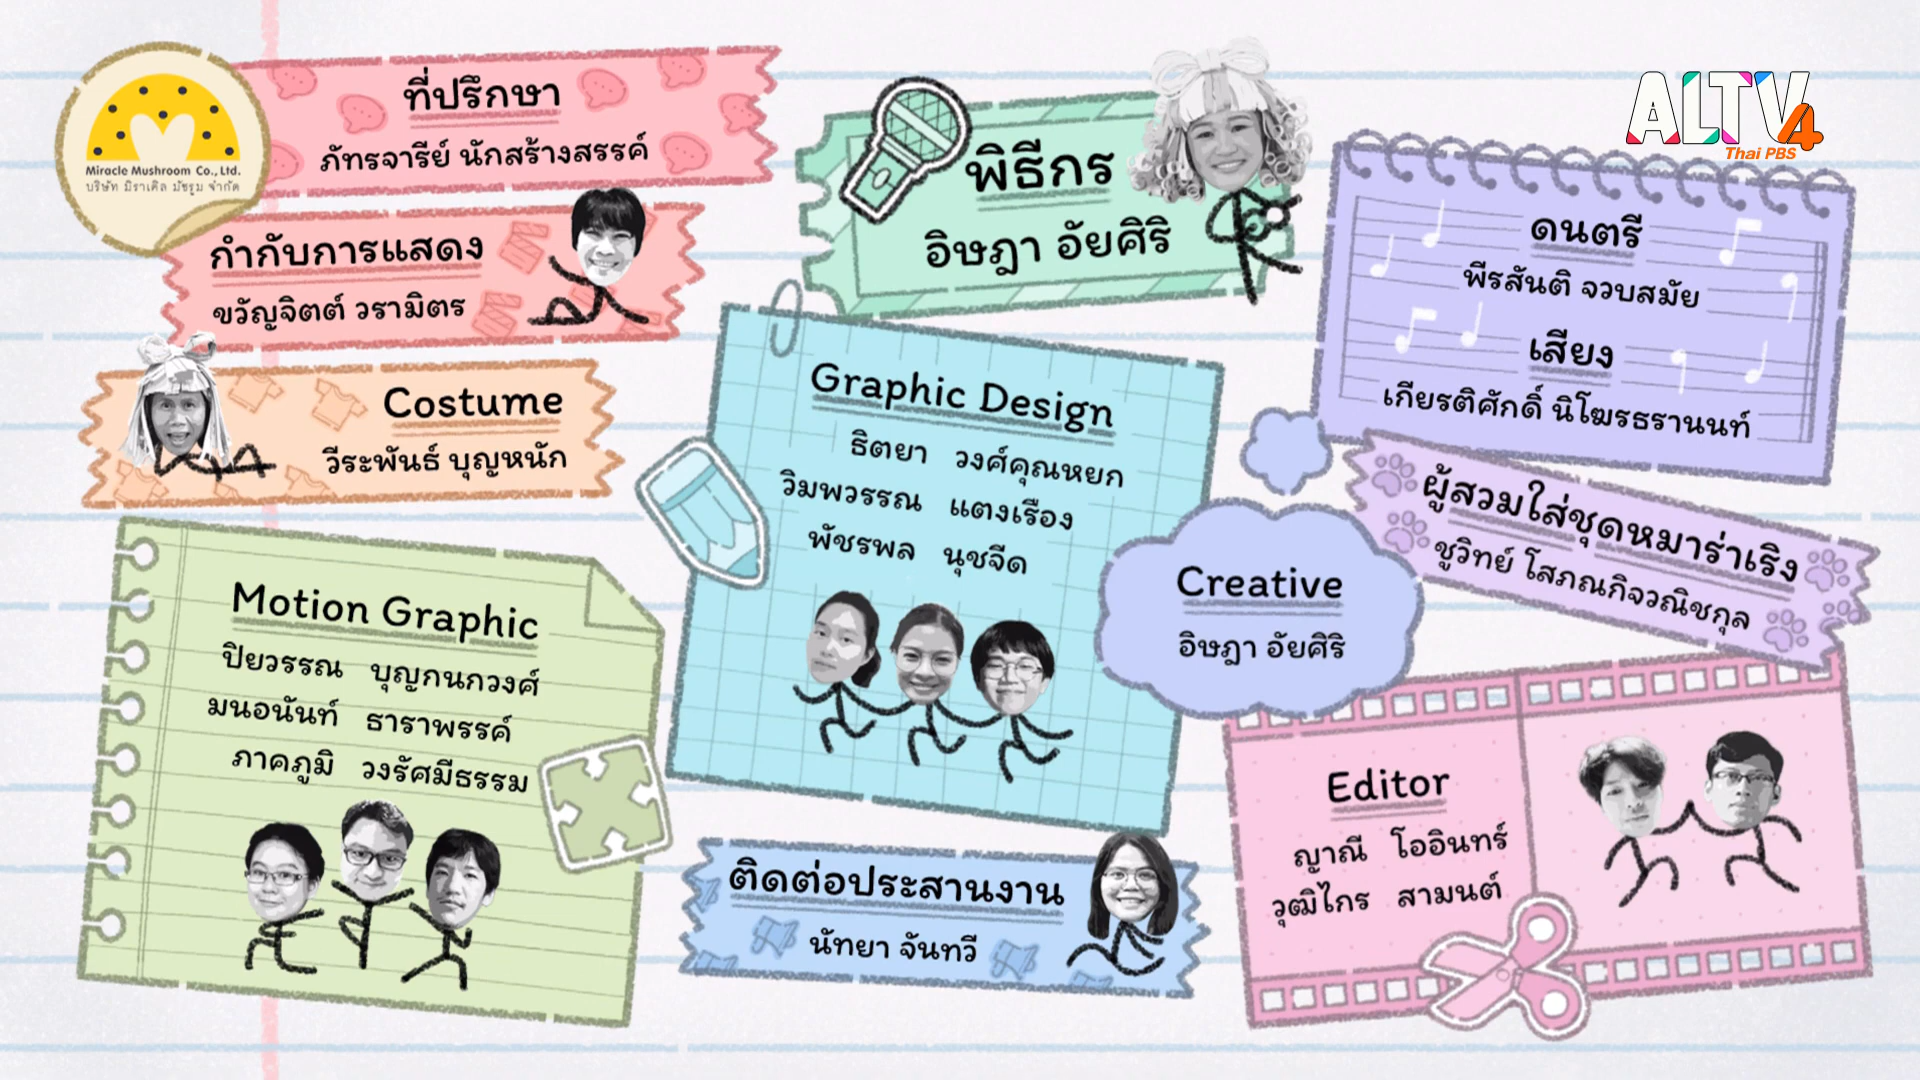 Miracle Mushroom Co., Ltd.
บริษัท มิราเคิล มัชรูม จำกัด
ที่ปรึกษา
ภัทรจารีย์ นักสร้างสรรค์
กำกับการแสดง
ขวัญจิตต์ วรามิตร
Costume
วีระพันธ์ บุญหนัก
Motion Graphic
ปิยวรรณ บุญกนกวงศ์
มนอนันท์ ธาราพรรค์
ภาคภูมิ วงรัศมีธรรม
พิธีกร
อิษฎา อัยศิริ
Graphic Design
ธิตยา วงศ์คุณหยก
วิมพวรรณ แตงเรือง
พัชรพล นุชจีด
ติดต่อประสานงาน
นัทยา จันทวี
ALTV4
Thai PBS
ดนตรี
พีรสันติ จวบสมัย
เสียง
เกียรติศักดิ์ นิโฆรธรานนท์
ผู้สวมใส่ชุดหมาร่าเริง
ชูวิทย์ โสภณกิจวณิชกุล
Creative
อิษฎา อัยศิริ
Editor
ญาณี โออินทร์
วุฒิไกร สามนต์